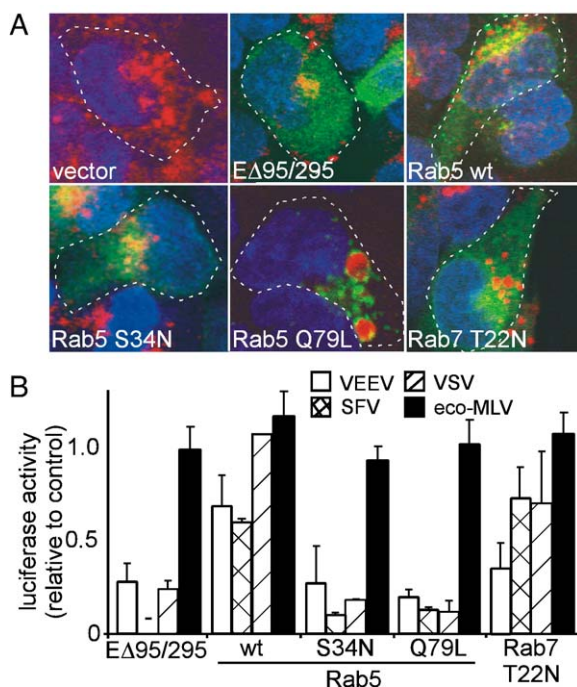 A
vector
EΔ95/295
Rab5 wt
Rab5 S34N
Rab5 Q79L
Rab7 T22N
B
VEEV
VSV
SFV
eco-MLV
luciferase activity
(relative to control)
1.0
0.5
0
EΔ95/295
wt
S34N
Q79L
Rab7
T22N
Rab5